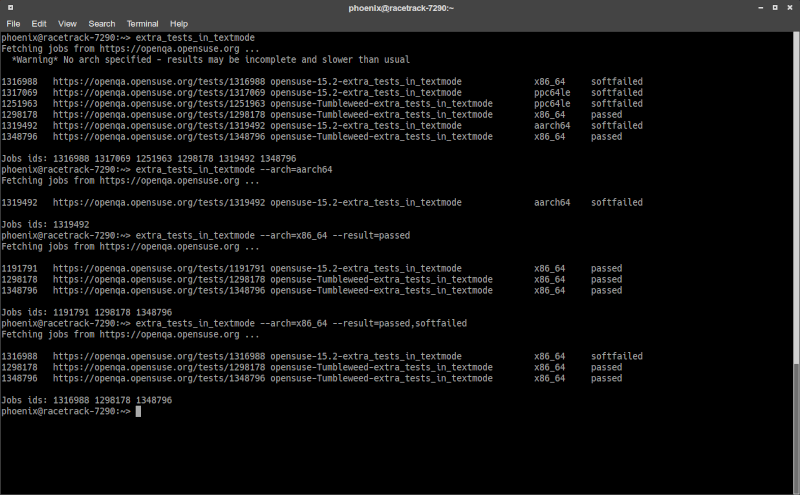 phoenix@racetrack-7290:~
File Edit View Search Terminal Help
phoenix@racetrack-7290:~> extra_tests_in_textmode
Fetching jobs from https://openqa.opensuse.org ...
*Warning* No arch specified - results may be incomplete and slower than usual
1316988 https://openqa.opensuse.org/tests/1316988 opensuse-15.2-extra_tests_in_textmode x86_64 softfailed
1317069 https://openqa.opensuse.org/tests/1317069 opensuse-15.2-extra_tests_in_textmode ppc64le softfailed
1251963 https://openqa.opensuse.org/tests/1251963 opensuse-Tumbleweed-extra_tests_in_textmode ppc64le softfailed
1298178 https://openqa.opensuse.org/tests/1298178 opensuse-Tumbleweed-extra_tests_in_textmode x86_64 passed
1319492 https://openqa.opensuse.org/tests/1319492 opensuse-15.2-extra_tests_in_textmode aarch64 softfailed
1348796 https://openqa.opensuse.org/tests/1348796 opensuse-Tumbleweed-extra_tests_in_textmode x86_64 passed
Jobs ids: 1316988 1317069 1251963 1298178 1319492 1348796
phoenix@racetrack-7290:~> extra_tests_in_textmode --arch=aarch64
Fetching jobs from https://openqa.opensuse.org ...
1319492 https://openqa.opensuse.org/tests/1319492 opensuse-15.2-extra_tests_in_textmode aarch64 softfailed
Jobs ids: 1319492
phoenix@racetrack-7290:~> extra_tests_in_textmode --arch=x86_64 --result=passed
Fetching jobs from https://openqa.opensuse.org ...
1191791 https://openqa.opensuse.org/tests/1191791 opensuse-15.2-extra_tests_in_textmode x86_64 passed
1298178 https://openqa.opensuse.org/tests/1298178 opensuse-Tumbleweed-extra_tests_in_textmode x86_64 passed
1348796 https://openqa.opensuse.org/tests/1348796 opensuse-Tumbleweed-extra_tests_in_textmode x86_64 passed
Jobs ids: 1191791 1298178 1348796
phoenix@racetrack-7290:~> extra_tests_in_textmode --arch=x86_64 --result=passed,softfailed
Fetching jobs from https://openqa.opensuse.org ...
1316988 https://openqa.opensuse.org/tests/1316988 opensuse-15.2-extra_tests_in_textmode x86_64 softfailed
1298178 https://openqa.opensuse.org/tests/1298178 opensuse-Tumbleweed-extra_tests_in_textmode x86_64 passed
1348796 https://openqa.opensuse.org/tests/1348796 opensuse-Tumbleweed-extra_tests_in_textmode x86_64 passed
Jobs ids: 1316988 1298178 1348796
phoenix@racetrack-7290:~>